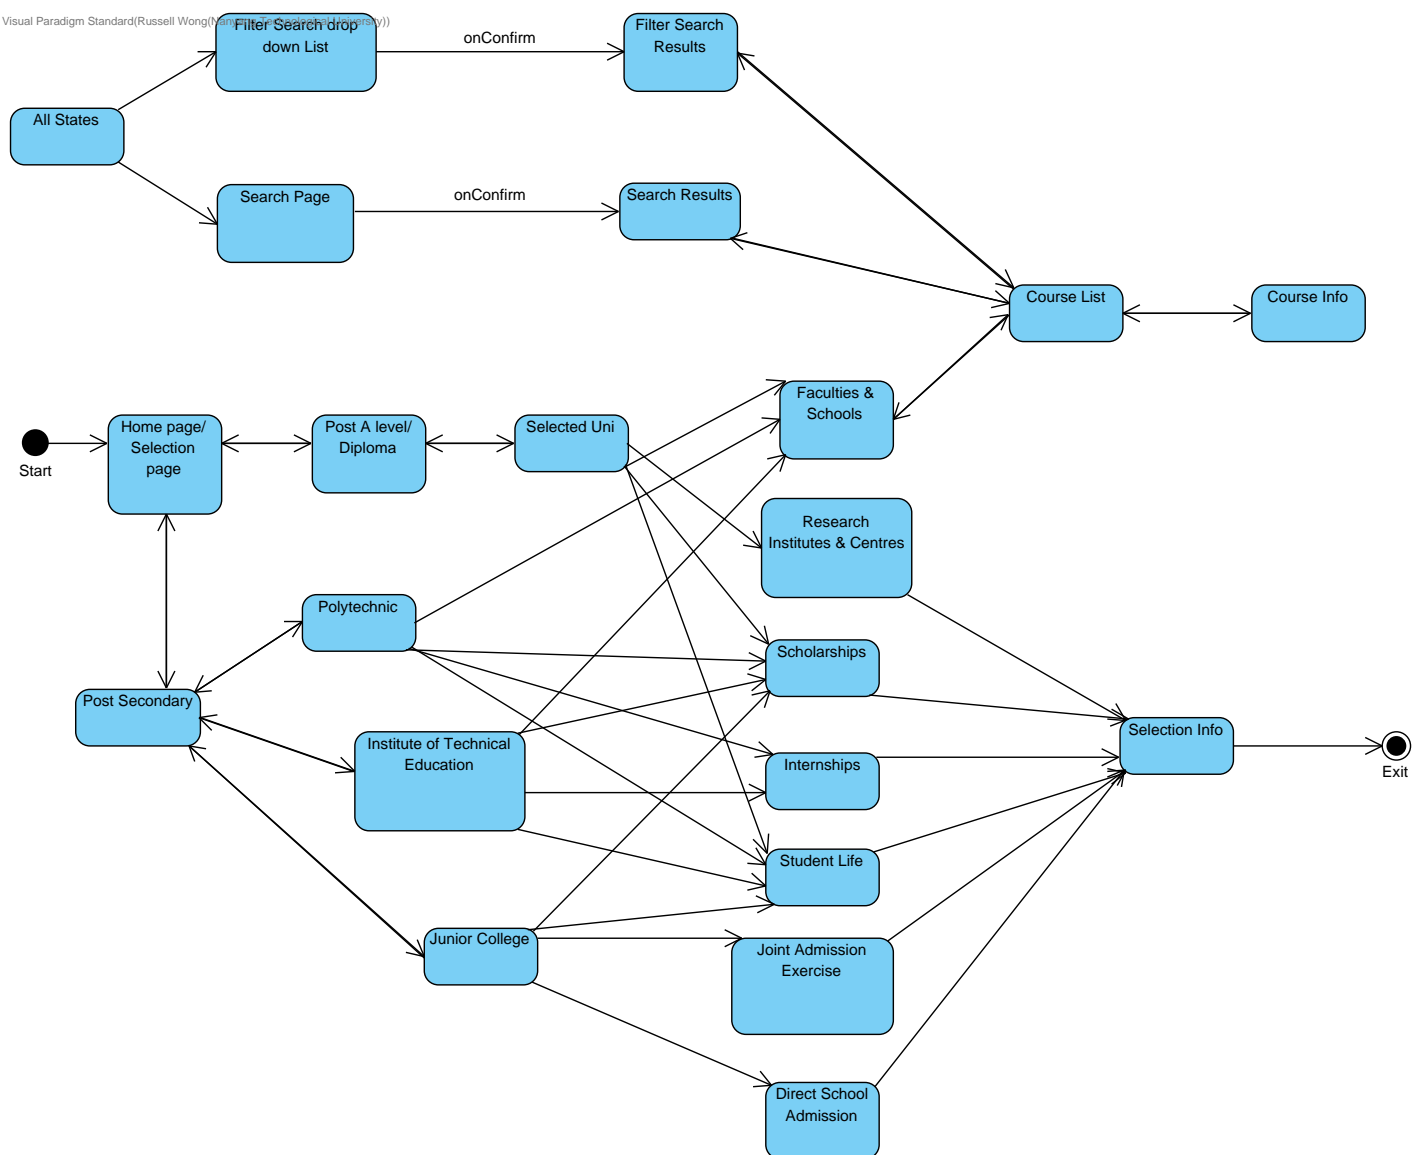 Visual Paradigm Standard(Russell Wong(Nanyang Technological University))
Filter Search drop
down List
onConfirm
Filter Search
Results
All States
Search Page
onConfirm
Search Results
Course List
Course Info
Start
Home page/
Selection
page
Post A level/
Diploma
Selected Uni
Faculties &
Schools
Research
Institutes & Centres
Polytechnic
Scholarships
Post Secondary
Institute of Technical
Education
Internships
Selection Info
Exit
Student Life
Junior College
Joint Admission
Exercise
Direct School
Admission